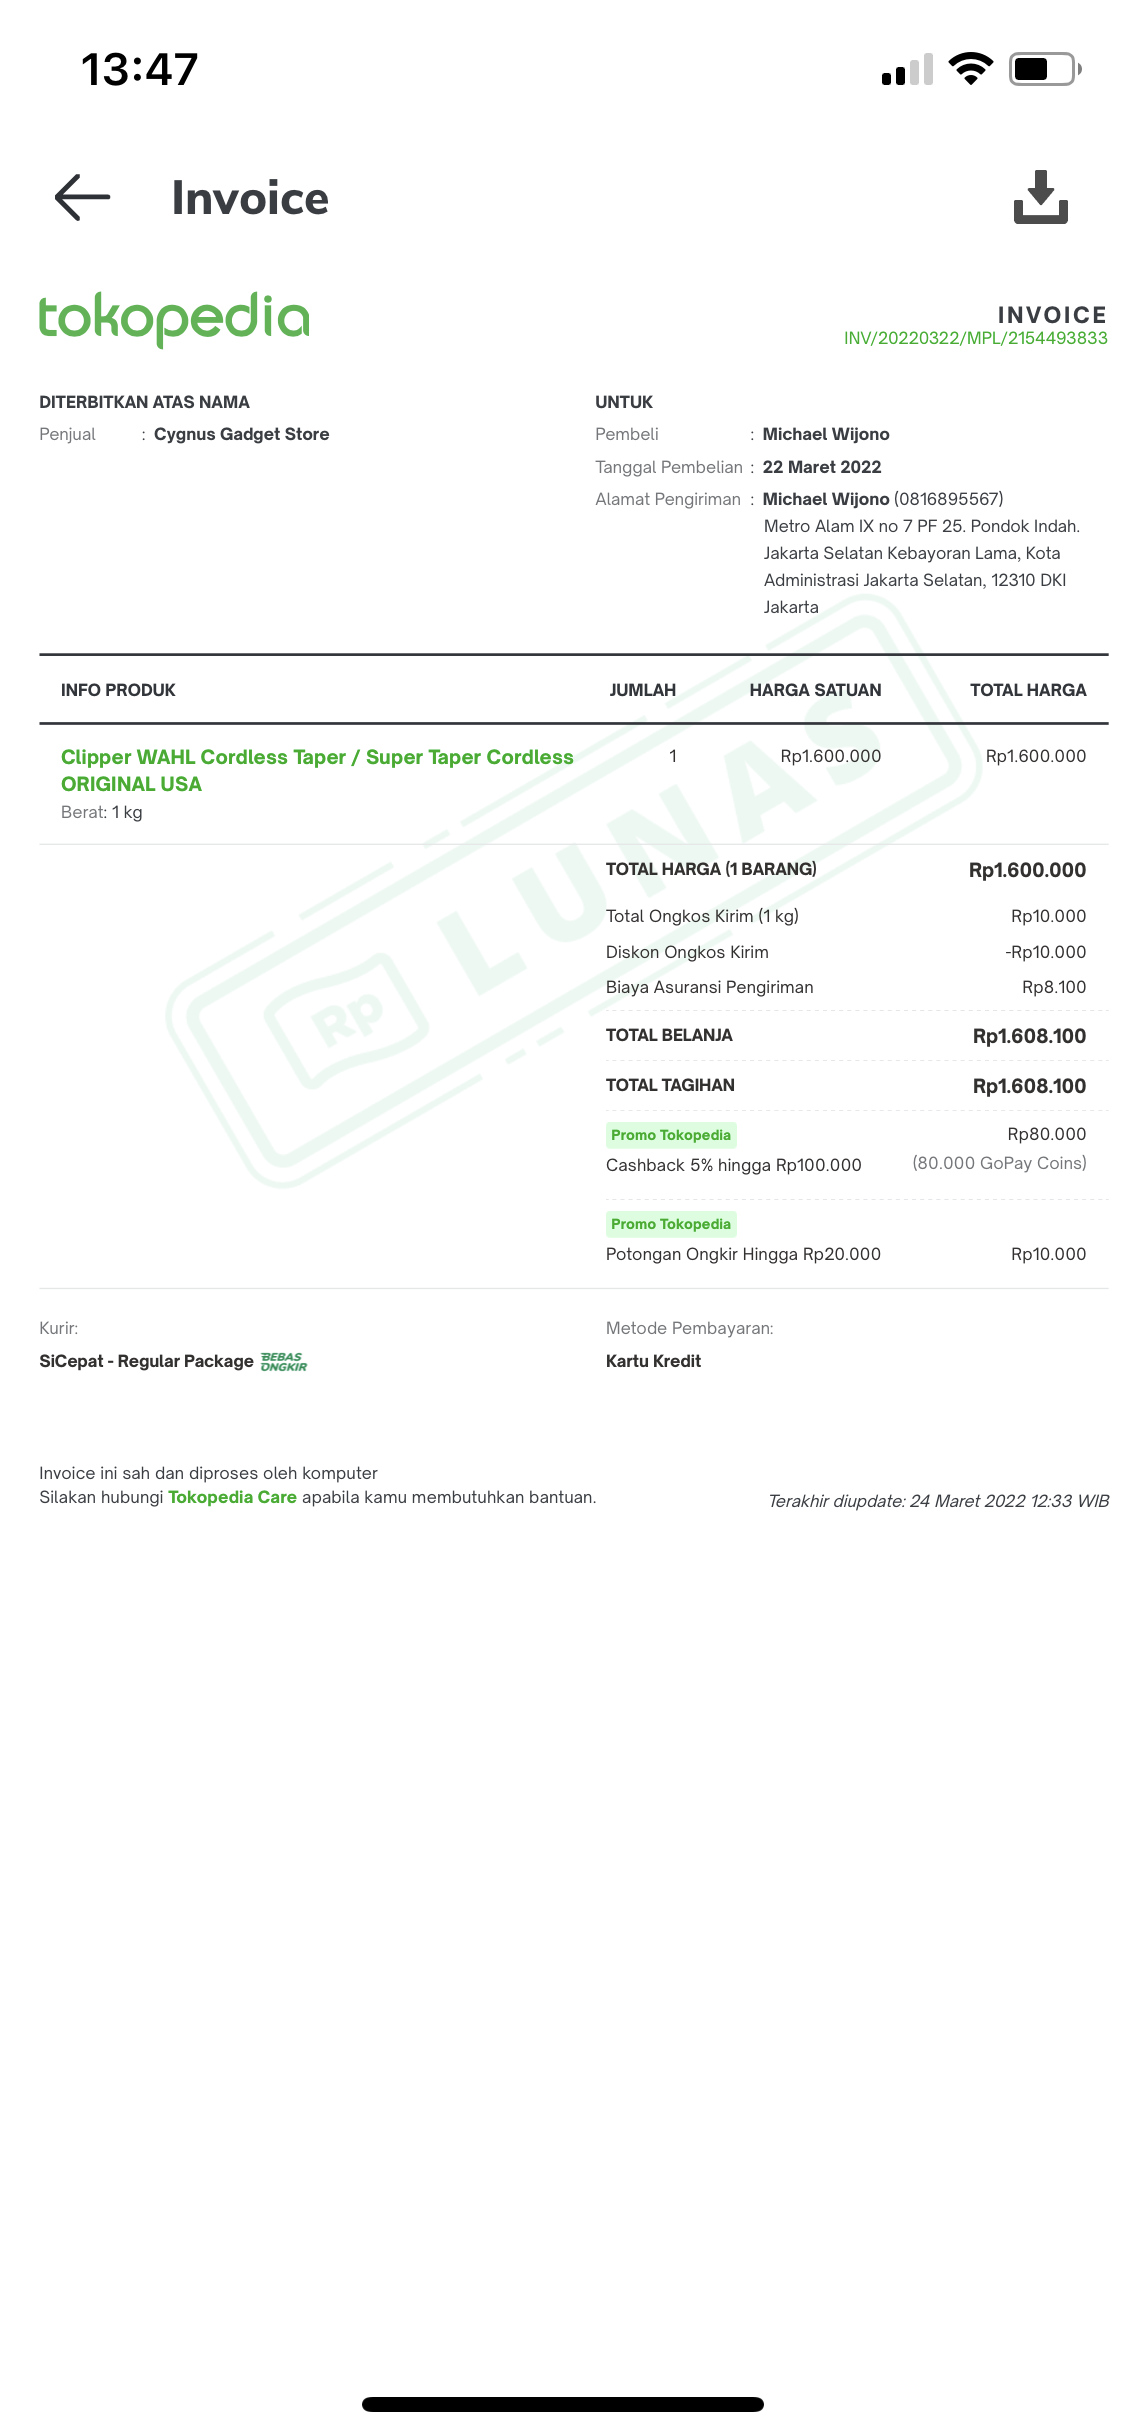 13:47
Invoice
tokopedia
INVOICE
INV/20220322/MPL/2154493833
DITERBITKAN ATAS NAMA
Penjual : Cygnus Gadget Store
UNTUK
Pembeli : Michael Wijono
Tanggal Pembelian : 22 Maret 2022
Alamat Pengiriman : Michael Wijono (0816895567)
Metro Alam IX no 7 PF 25. Pondok Indah.
Jakarta Selatan Kebayoran Lama, Kota
Administrasi Jakarta Selatan, 12310 DKI
Jakarta
INFO PRODUK JUMLAH HARGA SATUAN TOTAL HARGA
Clipper WAHL Cordless Taper / Super Taper Cordless 1 Rp1.600.000 Rp1.600.000
ORIGINAL USA
Berat: 1 kg
Rp LUNAS
TOTAL HARGA (1 BARANG) Rp1.600.000
Total Ongkos Kirim (1 kg) Rp10.000
Diskon Ongkos Kirim -Rp10.000
Biaya Asuransi Pengiriman Rp8.100
TOTAL BELANJA Rp1.608.100
TOTAL TAGIHAN Rp1.608.100
Promo Tokopedia Rp80.000
Cashback 5% hingga Rp100.000 (80.000 GoPay Coins)
Promo Tokopedia
Potongan Ongkir Hingga Rp20.000 Rp10.000
Kurir:
SiCepat - Regular Package BEBAS ONGKIR
Metode Pembayaran:
Kartu Kredit
Invoice ini sah dan diproses oleh komputer
Silakan hubungi Tokopedia Care apabila kamu membutuhkan bantuan.
Terakhir diupdate: 24 Maret 2022 12:33 WIB